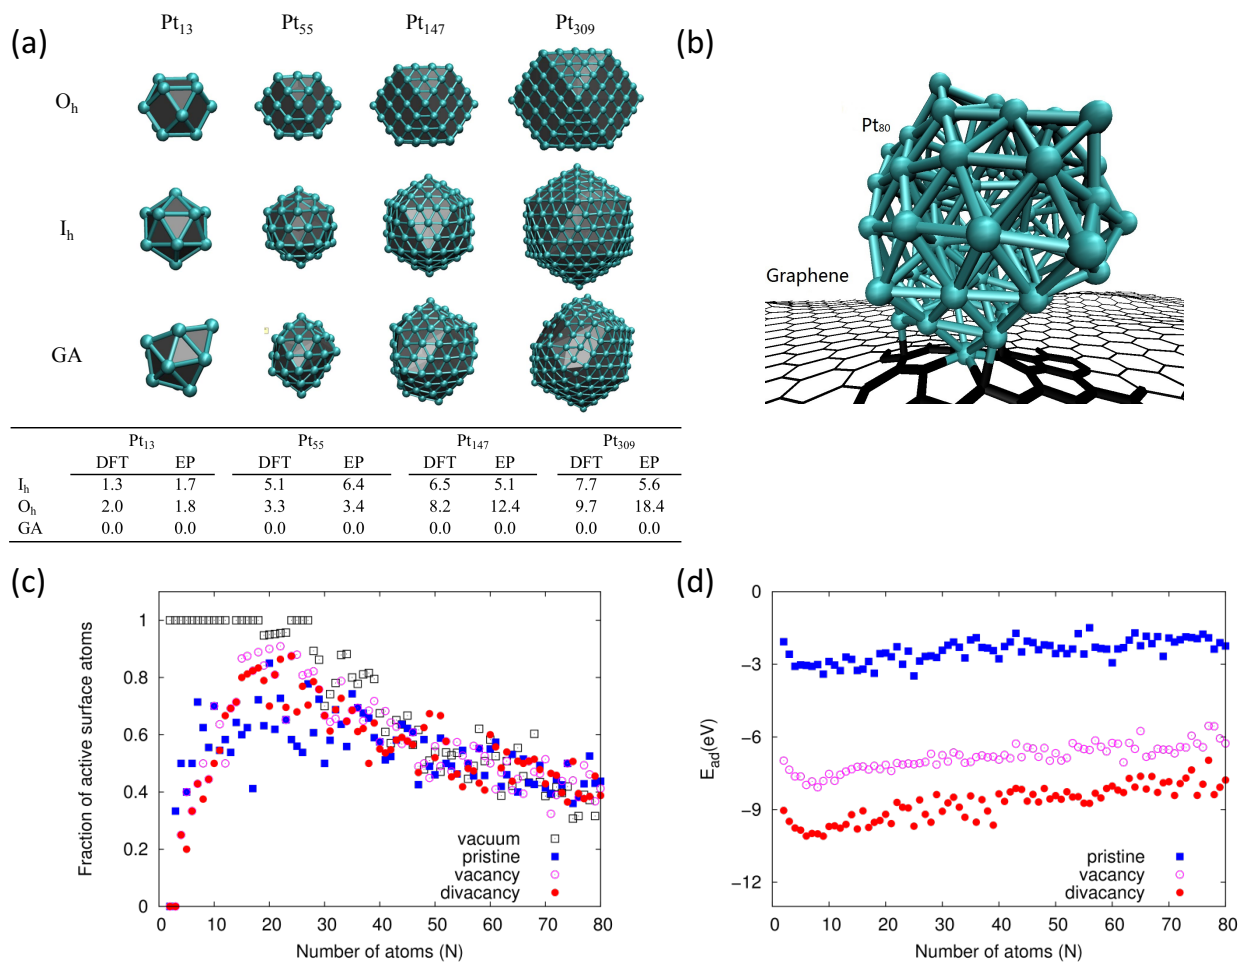 (a)
Pt13 Pt55 Pt147 Pt309
Oh
Ih
GA
Pt13 Pt55 Pt147 Pt309
DFT EP DFT EP DFT EP DFT EP
Ih 1.3 1.7 5.1 6.4 6.5 5.1 7.7 5.6
Oh 2.0 1.8 3.3 3.4 8.2 12.4 9.7 18.4
GA 0.0 0.0 0.0 0.0 0.0 0.0 0.0 0.0
(b)
Pt80
Graphene
(c)
Fraction of active surface atoms
1
0.8
0.6
0.4
0.2
0
vacuum
pristine
vacancy
divacancy
0 10 20 30 40 50 60 70 80
Number of atoms (N)
(d)
Ead(eV)
0
−3
−6
−9
−12
pristine
vacancy
divacancy
0 10 20 30 40 50 60 70 80
Number of atoms (N)